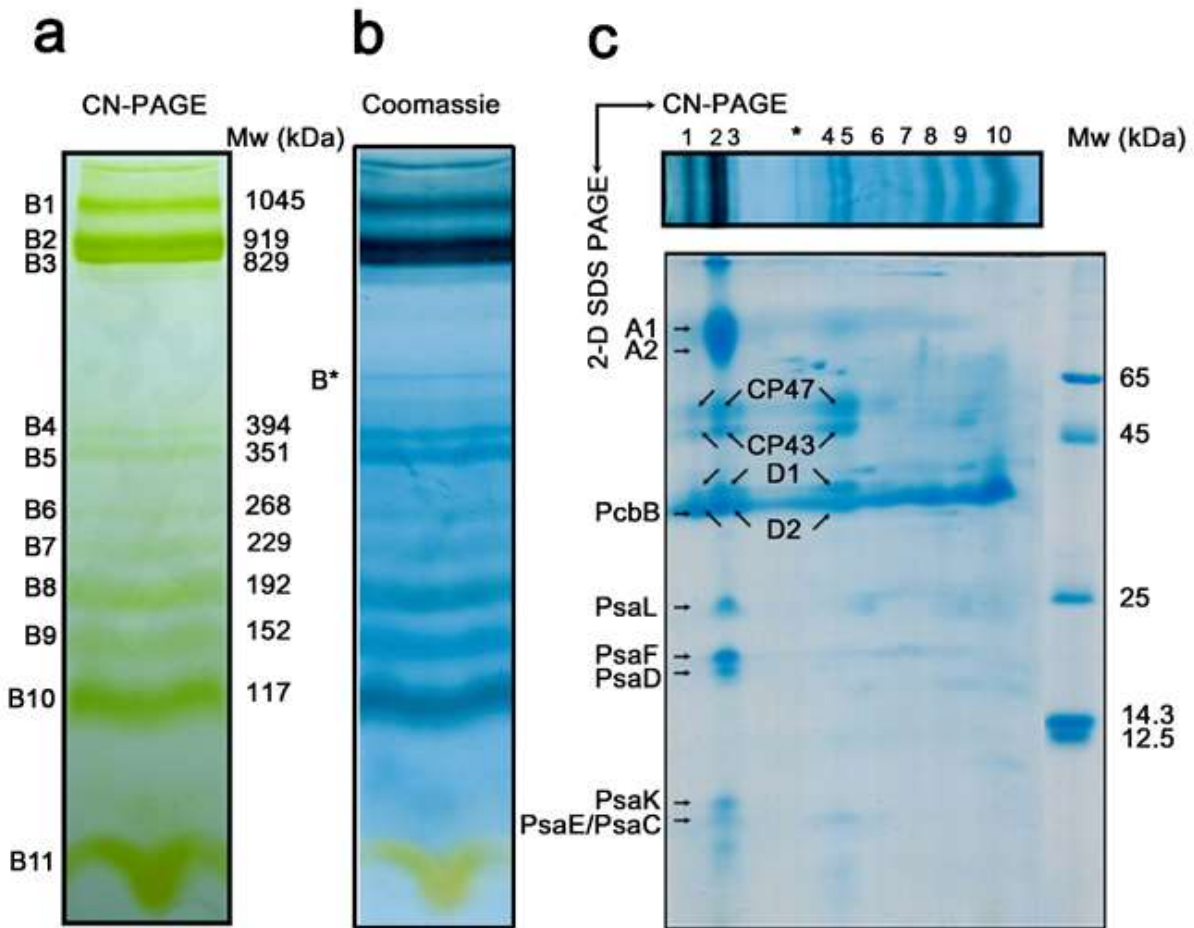 a
CN-PAGE
Mw (kDa)
B1
1045
B2
919
B3
829
B4
394
B5
351
B6
268
B7
229
B8
192
B9
152
B10
117
B11
b
Coomassie
B*
c
CN-PAGE
2-D SDS PAGE
1 2 3 * 4 5 6 7 8 9 10
Mw (kDa)
A1
A2
CP47
CP43
D1
PcbB
D2
PsaL
PsaF
PsaD
PsaK
PsaE/PsaC
65
45
25
14.3
12.5